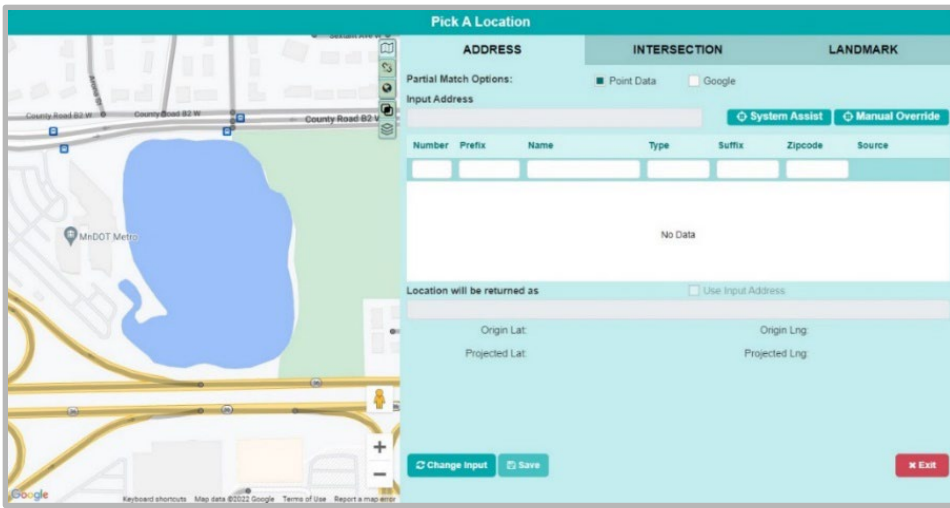 Pick A Location
ADDRESS INTERSECTION LANDMARK
Partial Match Options: Point Data Google
Input Address
System Assist Manual Override
Number Prefix Name Type Suffix Zipcode Source
No Data
Location will be returned as Use Input Address
Origin Lat: Origin Lng:
Projected Lat: Projected Lng:
Change Input Save Exit
County Road B2 W County Road B2 W County Road B2 W
MnDOT Metro
36
36
36
Google
Keyboard shortcuts Map data ©2022 Google Terms of Use Report a map error